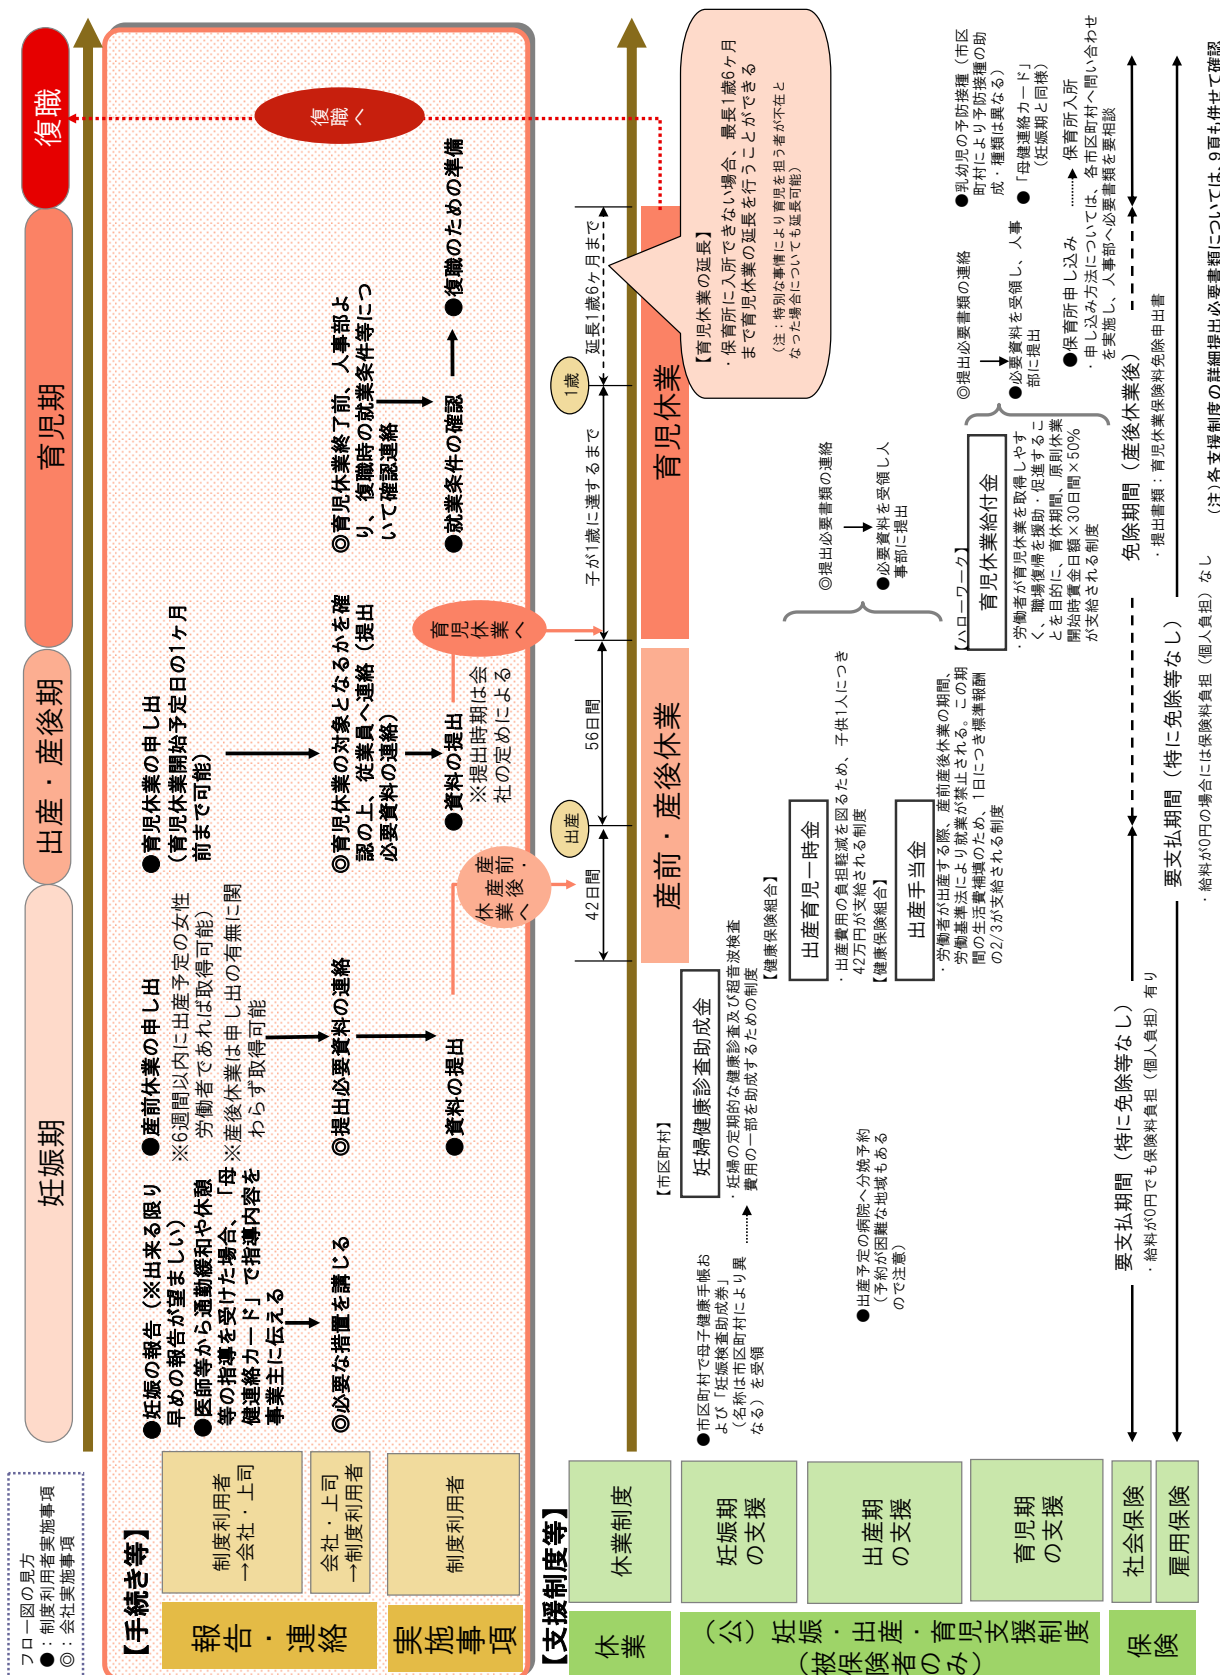 フロー図の見方
●：制度利用者実施事項
◎：会社実施事項
妊娠期
出産・産後期
育児期
復職
【手続き等】
報告・連絡
制度利用者
→会社・上司
●妊娠の報告（※出来る限り
早めの報告が望ましい）
●医師等から通勤緩和や休憩
等の指導を受けた場合、「母
健連絡カード」で指導内容を
事業主に伝える
●産前休業の申し出
※6週間以内に出産予定の女性
労働者であれば取得可能）
※産後休業は申し出の有無に関
わらず取得可能
●育児休業の申し出
（育児休業開始予定日の1ヶ月
前まで可能）
会社・上司
→制度利用者
◎必要な措置を講じる
◎提出必要資料の連絡
◎育児休業の対象となるかを確
認の上、従業員へ連絡（提出
必要資料の連絡）
◎育児休業終了前、人事部よ
り、復職時の就業条件等につ
いて確認連絡
実施事項
制度利用者
●資料の提出
●資料の提出
※提出時期は会
社の定めによる
●就業条件の確認
●復職のための準備
産前・
産後
休業
へ
育児
休業へ
復職
へ
【支援制度等】
休業
休業制度
42日間
出産
56日間
子が1歳に達するまで
1歳
延長1歳6ヶ月まで
産前・産後休業
育児休業
【育児休業の延長】
・保育所に入所できない場合、最長1歳6ヶ月
まで育児休業の延長を行うことができる
（注：特別な事情により育児を担う者が不在と
なった場合についても延長可能）
（公）妊娠・出産・育児支援制度
（被保険者のみ）
妊娠期
の支援
●市区町村で母子健康手帳お
よび「妊娠検査助成券」
（名称は市区町村により異
なる）を受領
【市区町村】
妊婦健康診査助成金
・妊婦の定期的な健康診査及び超音波検査
費用の一部を助成するための制度
出産期
の支援
●出産予定の病院へ分娩予約
（予約が困難な地域もある
ので注意）
【健康保険組合】
出産育児一時金
・出産費用の負担軽減を図るため、子供1人につき
42万円が支給される制度
【健康保険組合】
出産手当金
・労働者が出産する際、産前産後休業の期間、
労働基準法により就業が禁止される。この期
間の生活費補填のため、1日につき標準報酬
の2/3が支給される制度
◎提出必要書類の連絡
●必要資料を受領し人
事部に提出
育児期
の支援
【ハローワーク】
育児休業給付金
・労働者が育児休業を取得しやす
く、職場復帰を援助・促進するこ
とを目的に、育休期間、原則休業
開始時賃金日額×30日間×50%
が支給される制度
◎提出必要書類の連絡
●必要資料を受領し、人事
部に提出
●乳幼児の予防接種（市区
町村により予防接種の助
成・種類は異なる）
●「母健連絡カード」
（妊娠期と同様）
●保育所申し込み
保育所入所
・申し込み方法については、各市区町村へ問い合わせ
を実施し、人事部へ必要書類を要相談
保険
社会保険
要支払期間（特に免除等なし）
・給料が0円でも保険料負担（個人負担）有り
免除期間（産後休業後）
・提出書類：育児休業保険料免除申出書
雇用保険
要支払期間（特に免除等なし）
・給料が0円の場合には保険料負担（個人負担）なし
（注）各支援制度の詳細提出必要書類については、9頁も併せて確認